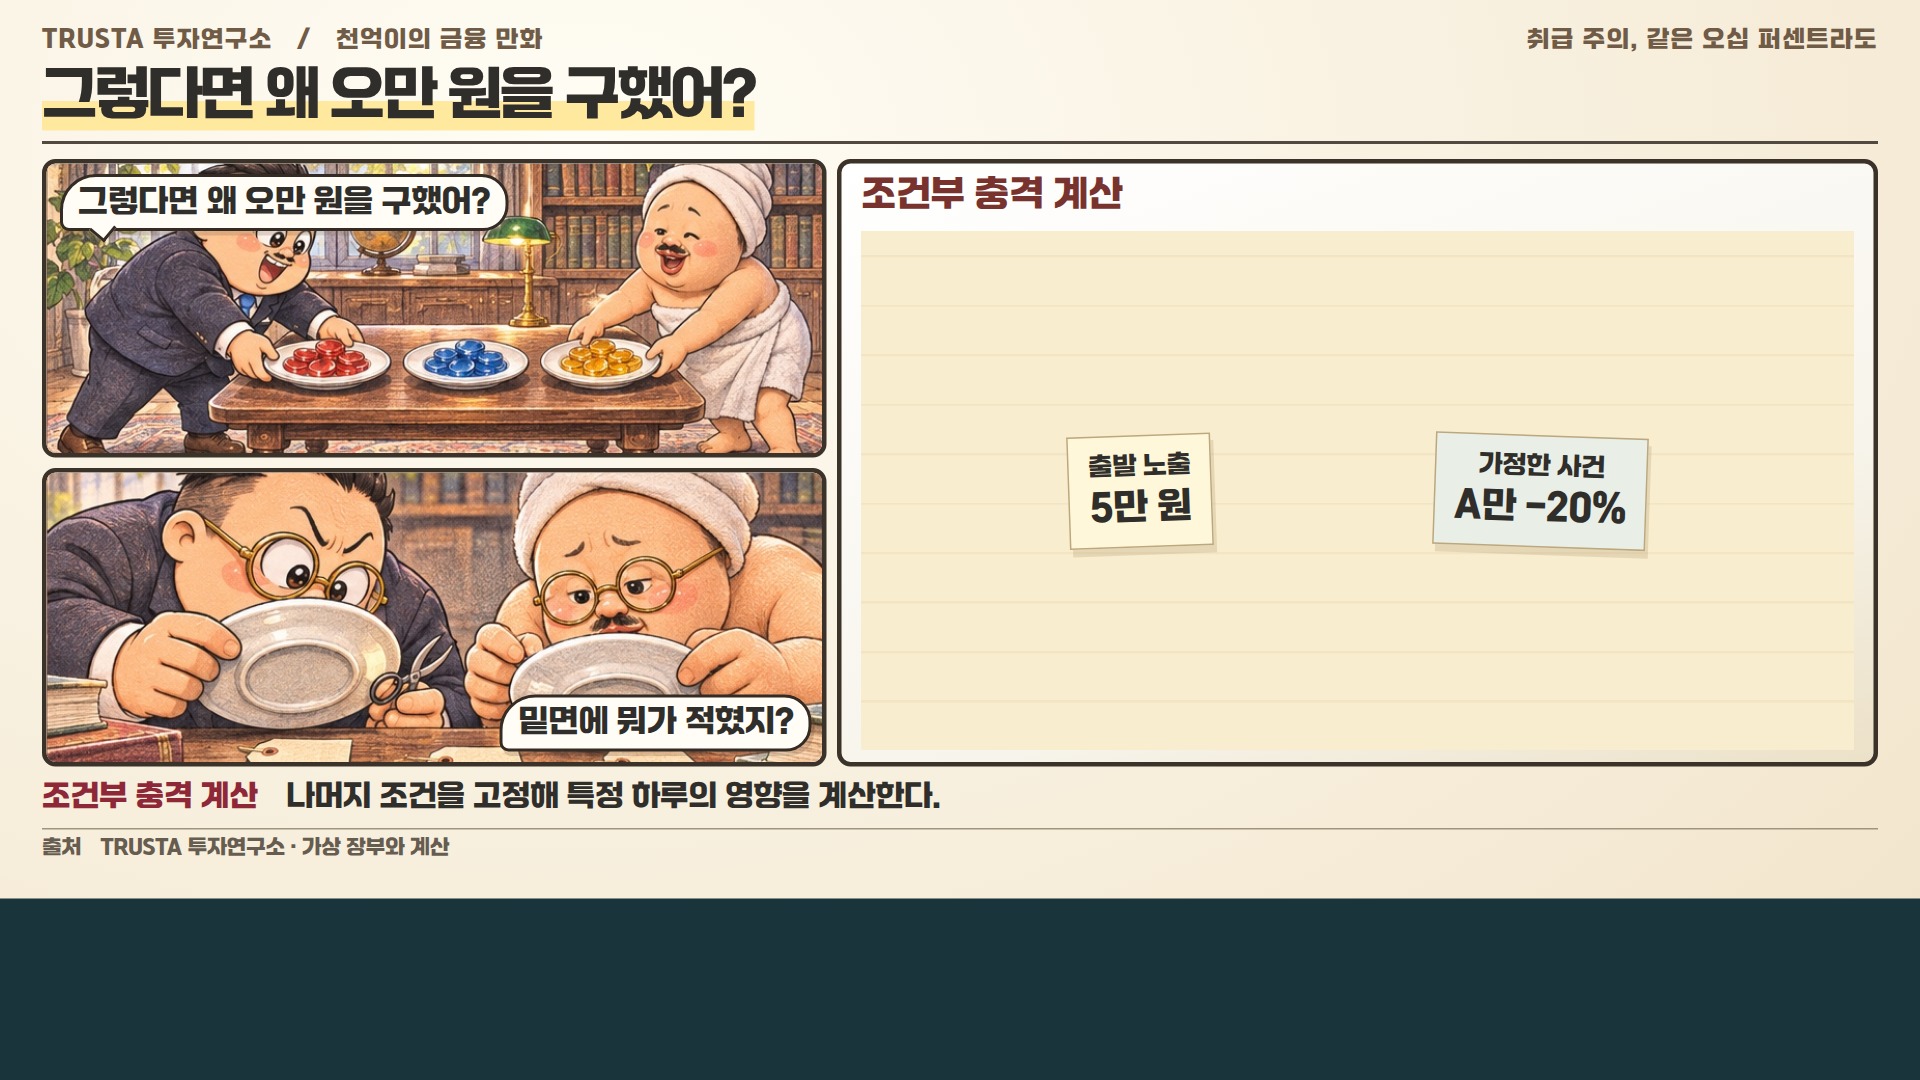 TRUSTA 투자연구소 / 천억이의 금융 만화
취급 주의, 같은 오십 퍼센트라도
그렇다면 왜 오만 원을 구했어?
그렇다면 왜 오만 원을 구했어?
밑면에 뭐가 적혔지?
조건부 충격 계산
출발 노출
5만 원
가정한 사건
A만 −20%
조건부 충격 계산 나머지 조건을 고정해 특정 하루의 영향을 계산한다.
출처 TRUSTA 투자연구소 · 가상 장부와 계산